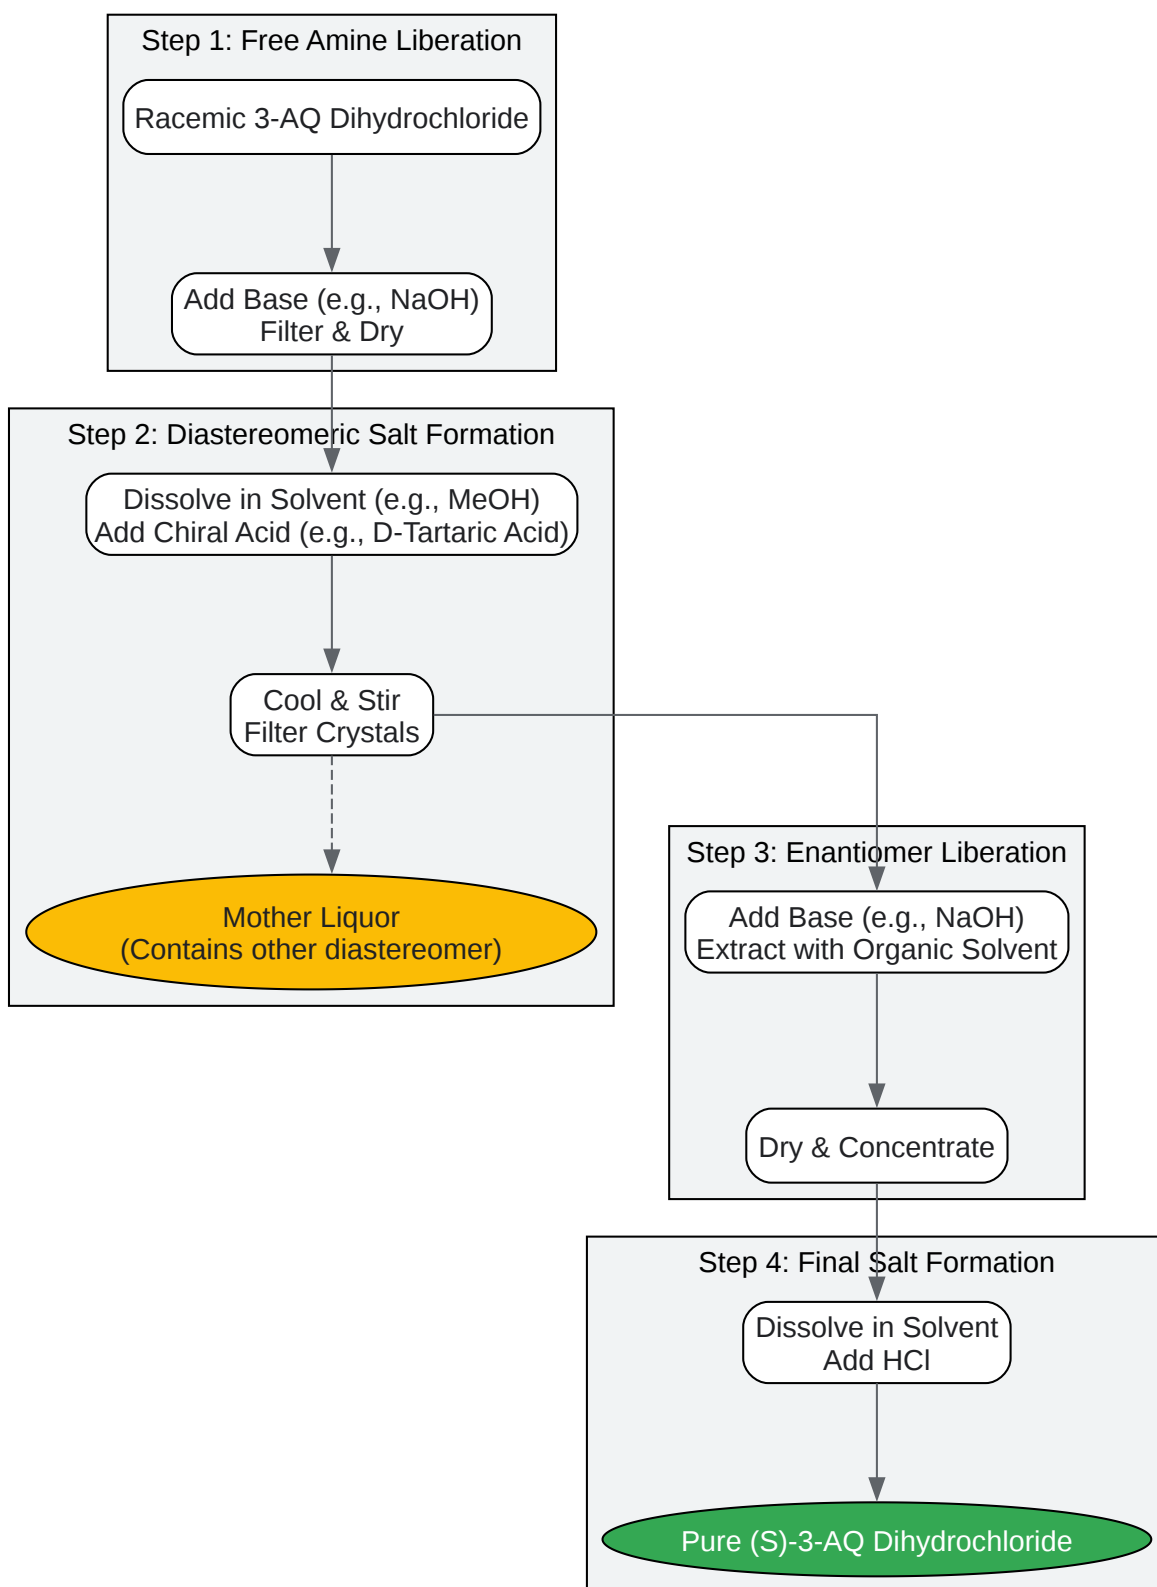 Step 1: Free Amine Liberation
Racemic 3-AQ Dihydrochloride
Add Base (e.g., NaOH)
Filter & Dry
Step 2: Diastereomeric Salt Formation
Dissolve in Solvent (e.g., MeOH)
Add Chiral Acid (e.g., D-Tartaric Acid)
Cool & Stir
Filter Crystals
Mother Liquor
(Contains other diastereomer)
Step 3: Enantiomer Liberation
Add Base (e.g., NaOH)
Extract with Organic Solvent
Dry & Concentrate
Step 4: Final Salt Formation
Dissolve in Solvent
Add HCl
Pure (S)-3-AQ Dihydrochloride